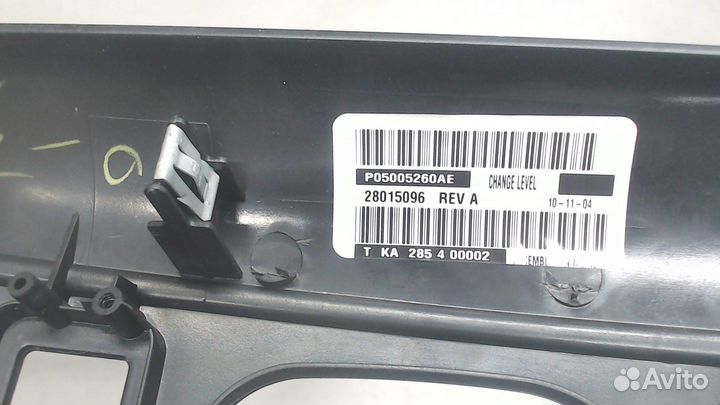 P05005260AE CHANGE LEVEL
28015096 REV A 10-11-04
T KA 285 4 00002
Avito